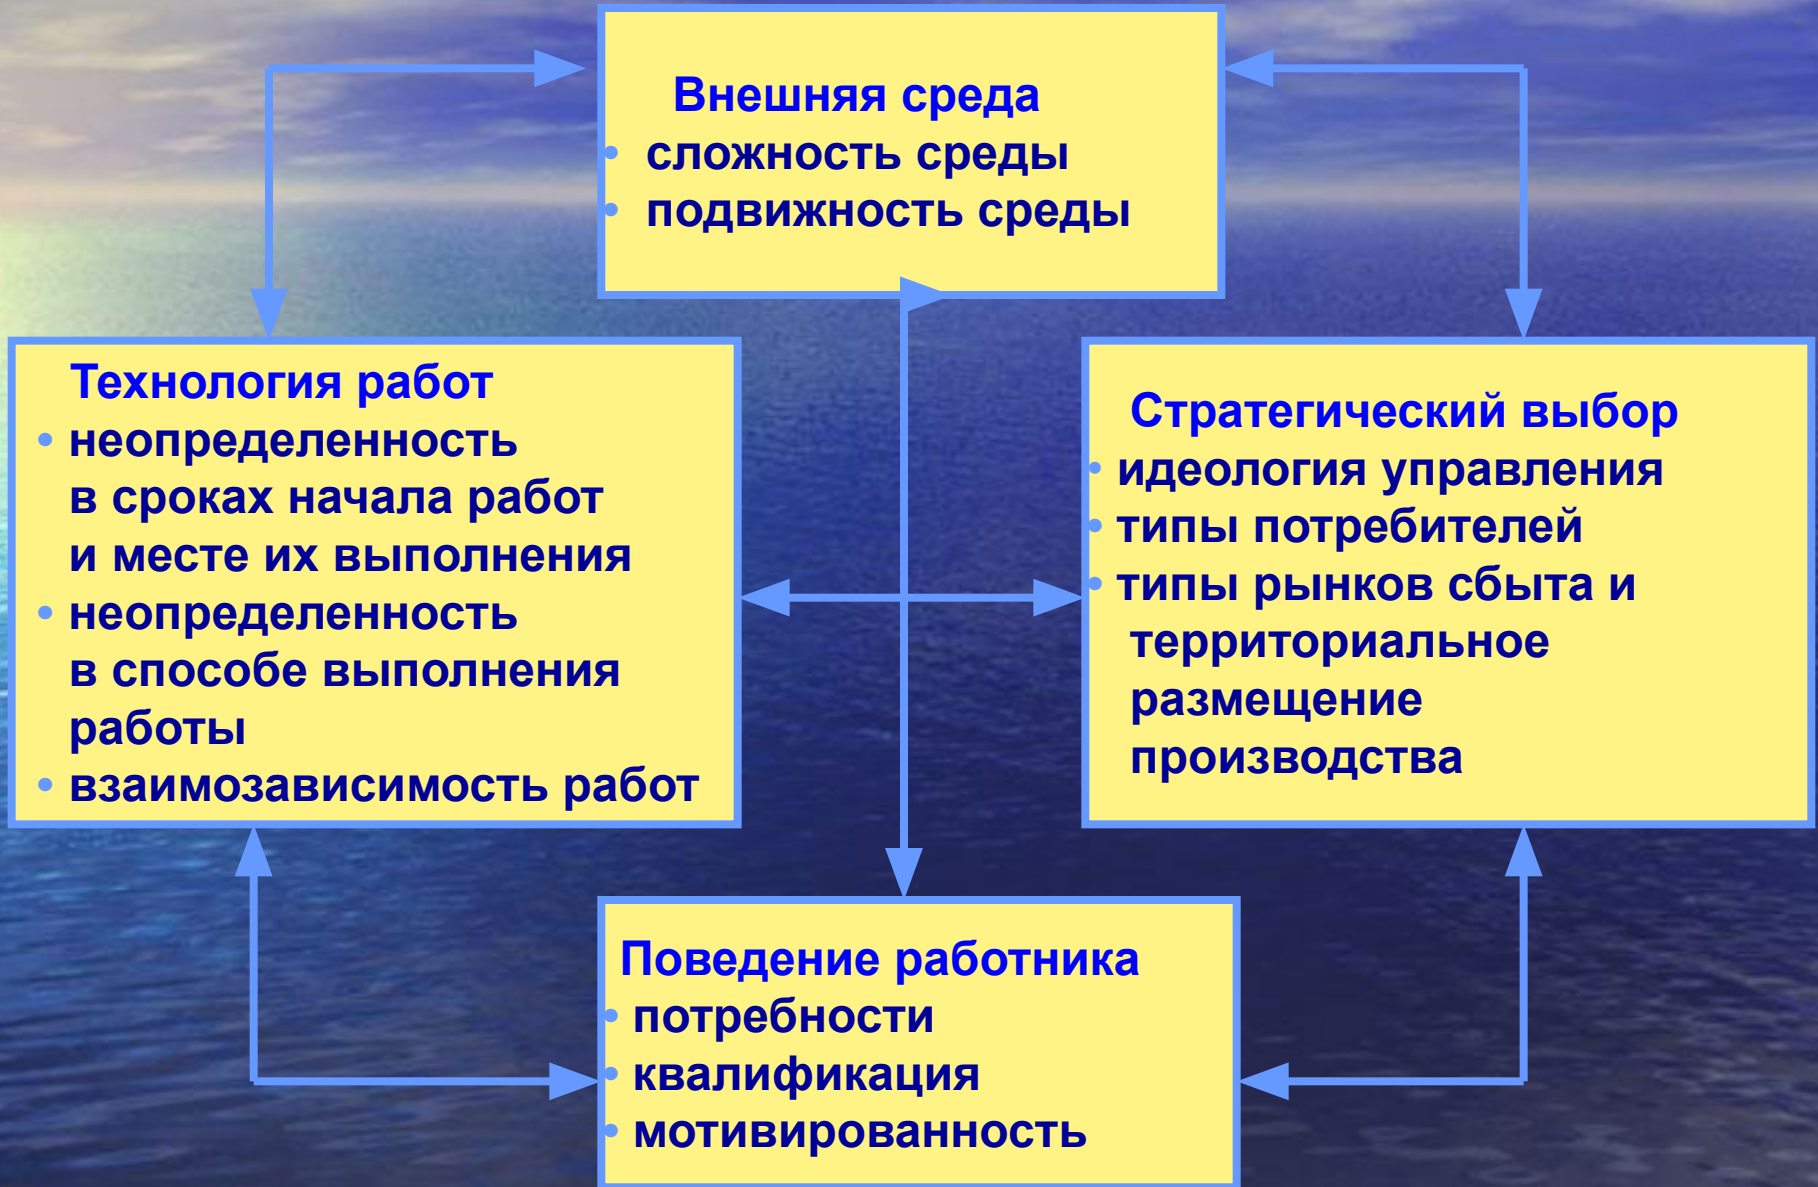 Внешняя среда
• сложность среды
• подвижность среды
Технология работ
• неопределенность
в сроках начала работ
и месте их выполнения
• неопределенность
в способе выполнения
работы
• взаимозависимость работ
Стратегический выбор
• идеология управления
• типы потребителей
• типы рынков сбыта и
территориальное
размещение
производства
Поведение работника
• потребности
• квалификация
• мотивированность